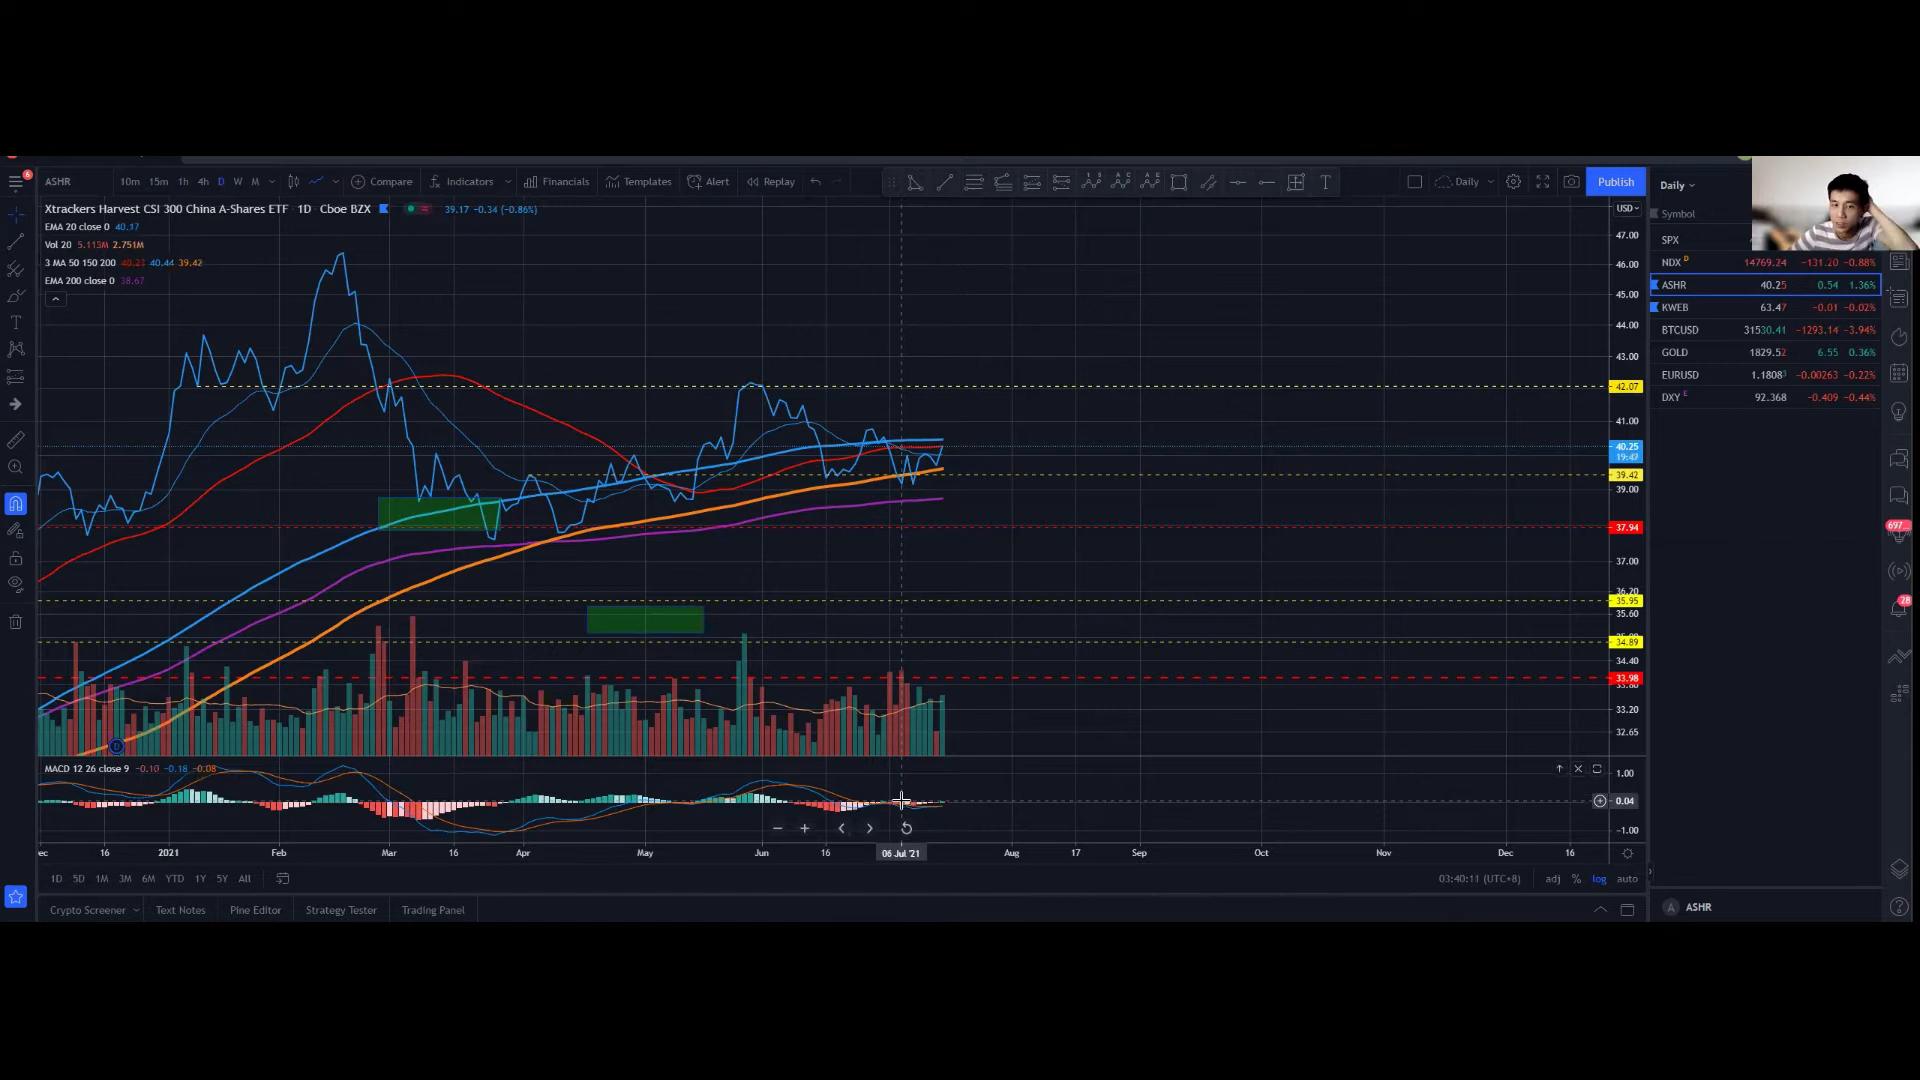 6
ASHR 10m 15m 1h 4h D W M Compare Indicators Financials Templates Alert Replay Daily Publish
Xtrackers Harvest CSI 300 China A-Shares ETF 1D Cboe BZX 39.17 -0.34 (-0.86%)
EMA 20 close 0 40.17
Vol 20 5.113M 2.751M
3 MA 50 150 200 40.23 40.44 39.42
EMA 200 close 0 38.67
USD
47.00
46.00
45.00
44.00
43.00
42.07
41.00
40.25
19:47
39.42
39.00
37.94
37.00
36.20
35.95
35.60
34.89
34.40
33.98
33.20
32.65
D
MACD 12 26 close 9 -0.10 -0.18 -0.08
1.00
0.04
-1.00
16 2021 Feb Mar 16 Apr May Jun 16 06 Jul '21 Aug 17 Sep Oct Nov Dec 16
1D 5D 1M 3M 6M YTD 1Y 5Y All 03:40:11 (UTC+8) adj % log auto
Crypto Screener Text Notes Pine Editor Strategy Tester Trading Panel
Daily
Symbol
SPX
NDX D 14769.24 -131.20 -0.88%
ASHR 40.25 0.54 1.36%
KWEB 63.47 -0.01 -0.02%
BTCUSD 31530.41 -1293.14 -3.94%
GOLD 1829.52 6.55 0.36%
EURUSD 1.18083 -0.00263 -0.22%
DXY E 92.368 -0.409 -0.44%
697
28
A ASHR